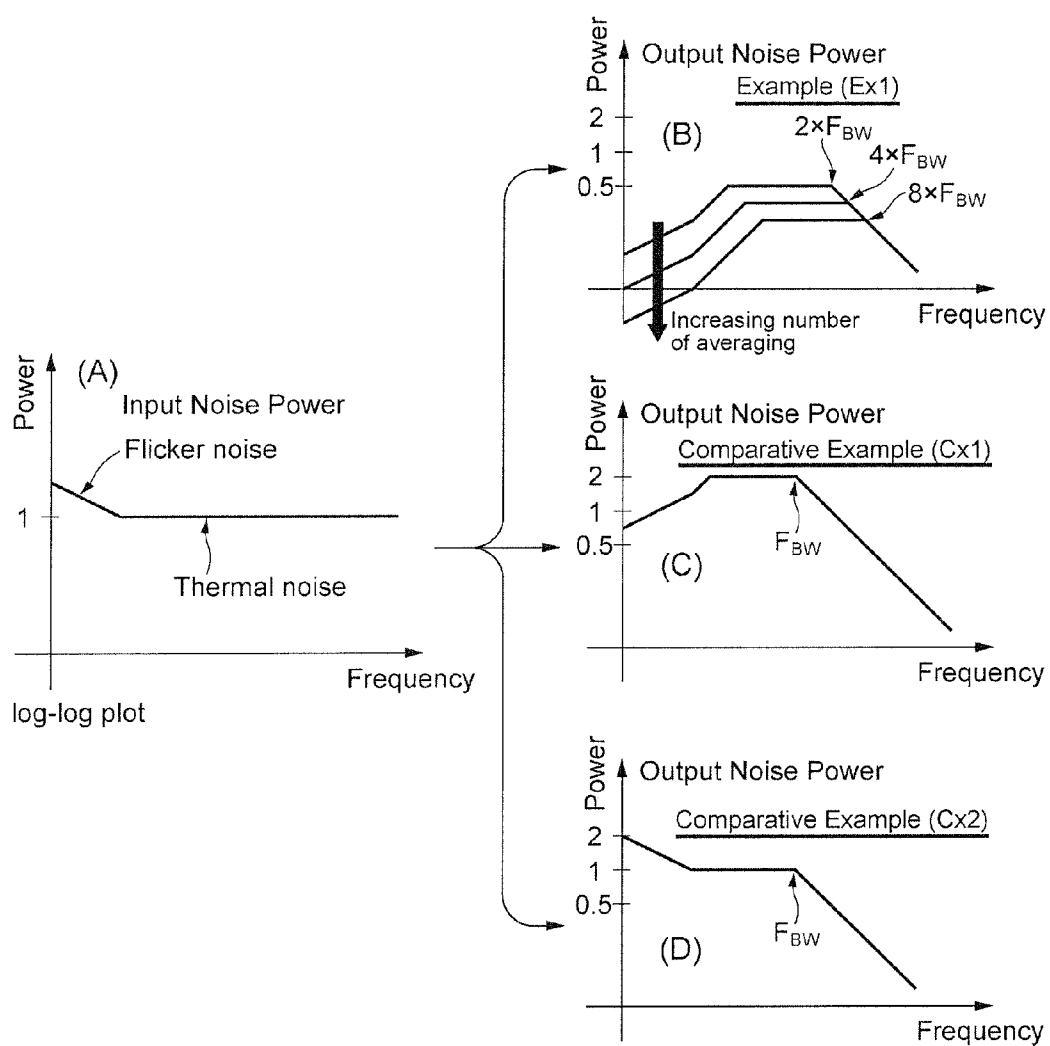 (A)
Power
Input Noise Power
Flicker noise
1
Thermal noise
Frequency
log-log plot
Power
Output Noise Power
Example (Ex1)
(B)
2
1
0.5
2×F_BW
4×F_BW
8×F_BW
Increasing number
of averaging
Frequency
Power
Output Noise Power
Comparative Example (Cx1)
2
1
0.5
F_BW
(C)
Frequency
Power
Output Noise Power
Comparative Example (Cx2)
2
1
0.5
F_BW
(D)
Frequency